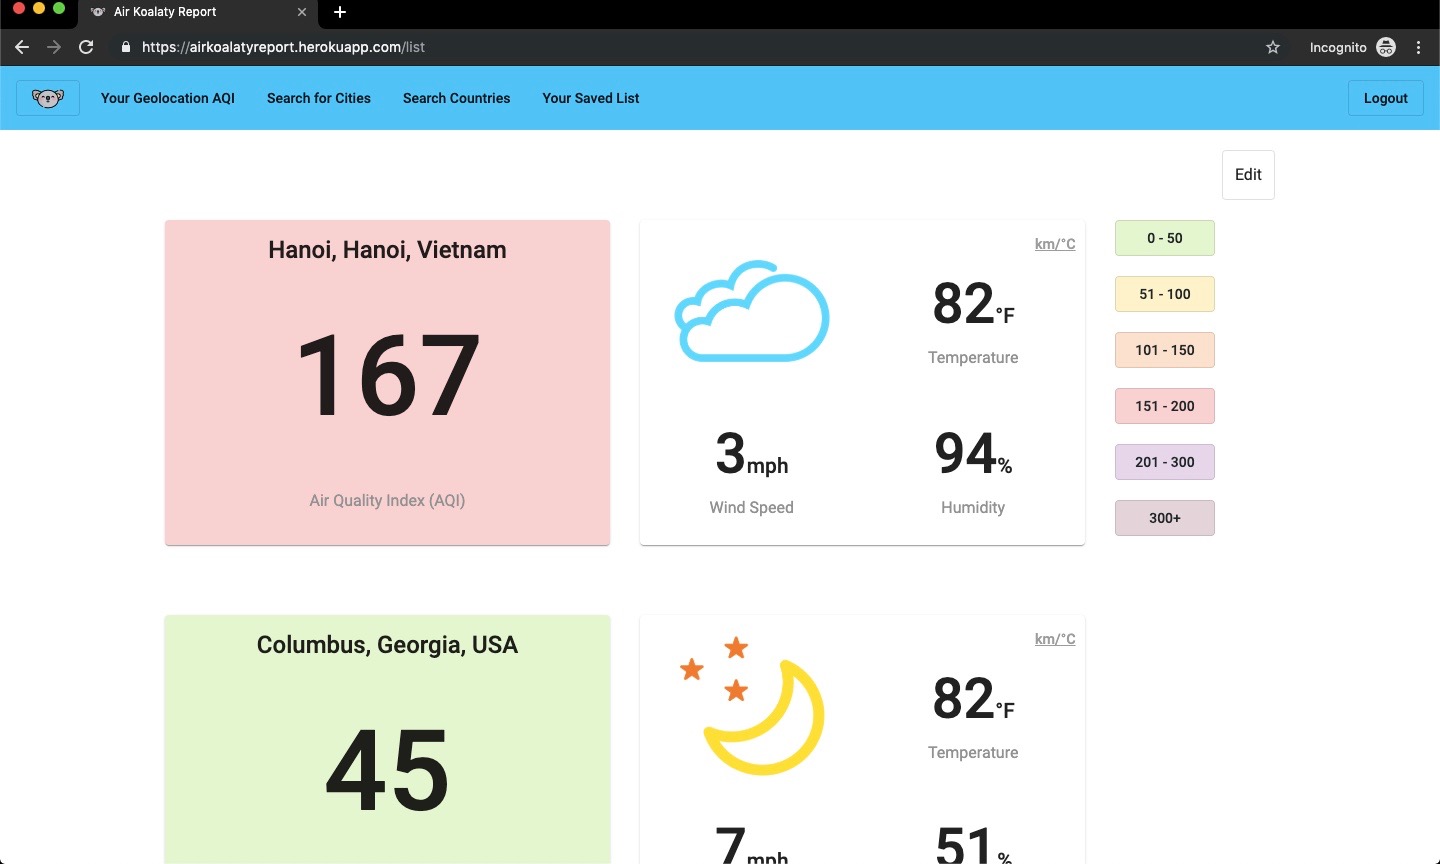 Air Koalaty Report
https://airkoalatyreport.herokuapp.com/list
Incognito
Your Geolocation AQI
Search for Cities
Search Countries
Your Saved List
Logout
Edit
Hanoi, Hanoi, Vietnam
167
Air Quality Index (AQI)
km/°C
82°F
Temperature
3mph
Wind Speed
94%
Humidity
0 - 50
51 - 100
101 - 150
151 - 200
201 - 300
300+
Columbus, Georgia, USA
45
km/°C
82°F
Temperature
7mph
51%